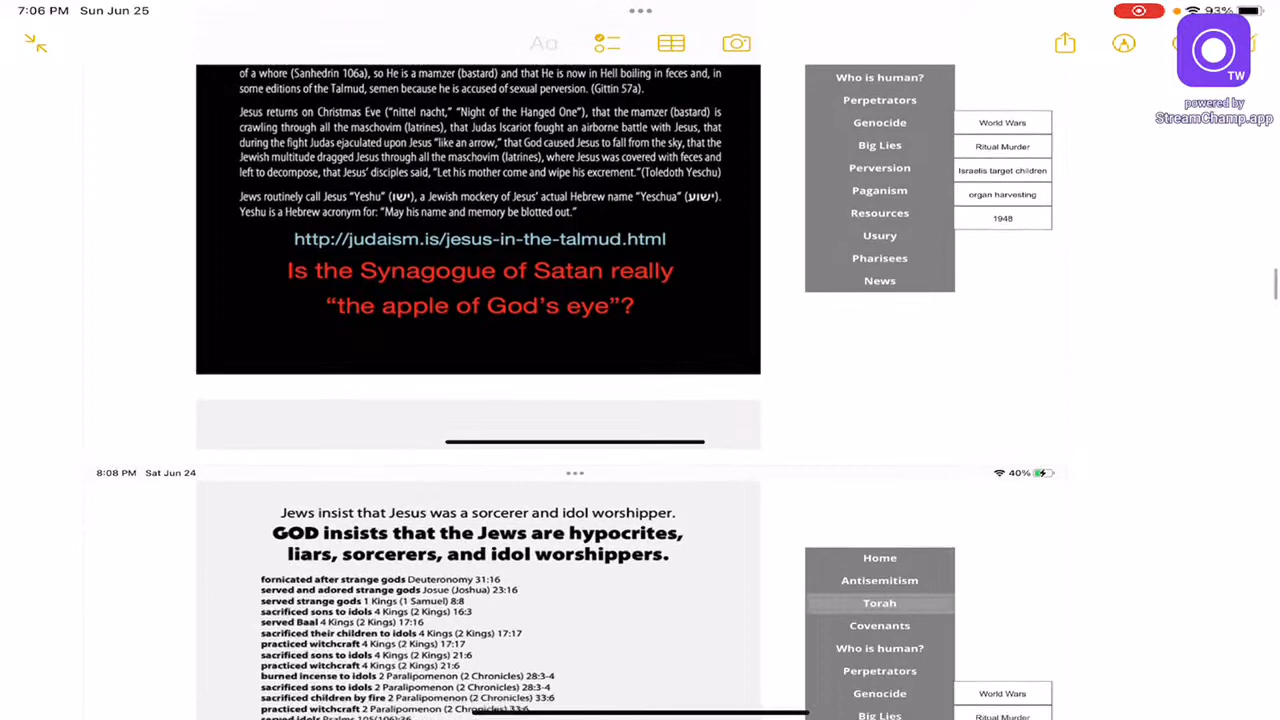 7:06 PM Sun Jun 25
93%
Aa
TW
powered by
StreamChamp.app
of a whore (Sanhedrin 106a), so He is a mamzer (bastard) and that He is now in Hell boiling in feces and, in
some editions of the Talmud, semen because he is accused of sexual perversion. (Gittin 57a).
Jesus returns on Christmas Eve (“nittel nacht,” “Night of the Hanged One”), that the mamzer (bastard) is
crawling through all the maschovim (latrines), that Judas Iscariot fought an airborne battle with Jesus, that
during the fight Judas ejaculated upon Jesus “like an arrow,” that God caused Jesus to fall from the sky, that the
Jewish multitude dragged Jesus through all the maschovim (latrines), where Jesus was covered with feces and
left to decompose, that Jesus’ disciples said, “Let his mother come and wipe his excrement.”(Toledoth Yeschu)
Jews routinely call Jesus “Yeshu” (ישו), a Jewish mockery of Jesus’ actual Hebrew name “Yeschua” (ישוע).
Yeshu is a Hebrew acronym for: “May his name and memory be blotted out.”
http://judaism.is/jesus-in-the-talmud.html
Is the Synagogue of Satan really
“the apple of God’s eye”?
Who is human?
Perpetrators
Genocide
Big Lies
Perversion
Paganism
Resources
Usury
Pharisees
News
World Wars
Ritual Murder
Israelis target children
organ harvesting
1948
8:08 PM Sat Jun 24
40%
Jews insist that Jesus was a sorcerer and idol worshipper.
GOD insists that the Jews are hypocrites,
liars, sorcerers, and idol worshippers.
fornicated after strange gods Deuteronomy 31:16
served and adored strange gods Josue (Joshua) 23:16
served strange gods 1 Kings (1 Samuel) 8:8
sacrificed sons to idols 4 Kings (2 Kings) 16:3
served Baal 4 Kings (2 Kings) 17:16
sacrificed their children to idols 4 Kings (2 Kings) 17:17
practiced witchcraft 4 Kings (2 Kings) 17:17
sacrificed sons to idols 4 Kings (2 Kings) 21:6
practiced witchcraft 4 Kings (2 Kings) 21:6
burned incense to idols 2 Paralipomenon (2 Chronicles) 28:3-4
sacrificed sons to idols 2 Paralipomenon (2 Chronicles) 28:3-4
sacrificed children by fire 2 Paralipomenon (2 Chronicles) 33:6
practiced witchcraft 2 Paralipomenon (2 Chronicles) 33:6
served idols Psalms 105(106):36
Home
Antisemitism
Torah
Covenants
Who is human?
Perpetrators
Genocide
Big Lies
World Wars
Ritual Murder